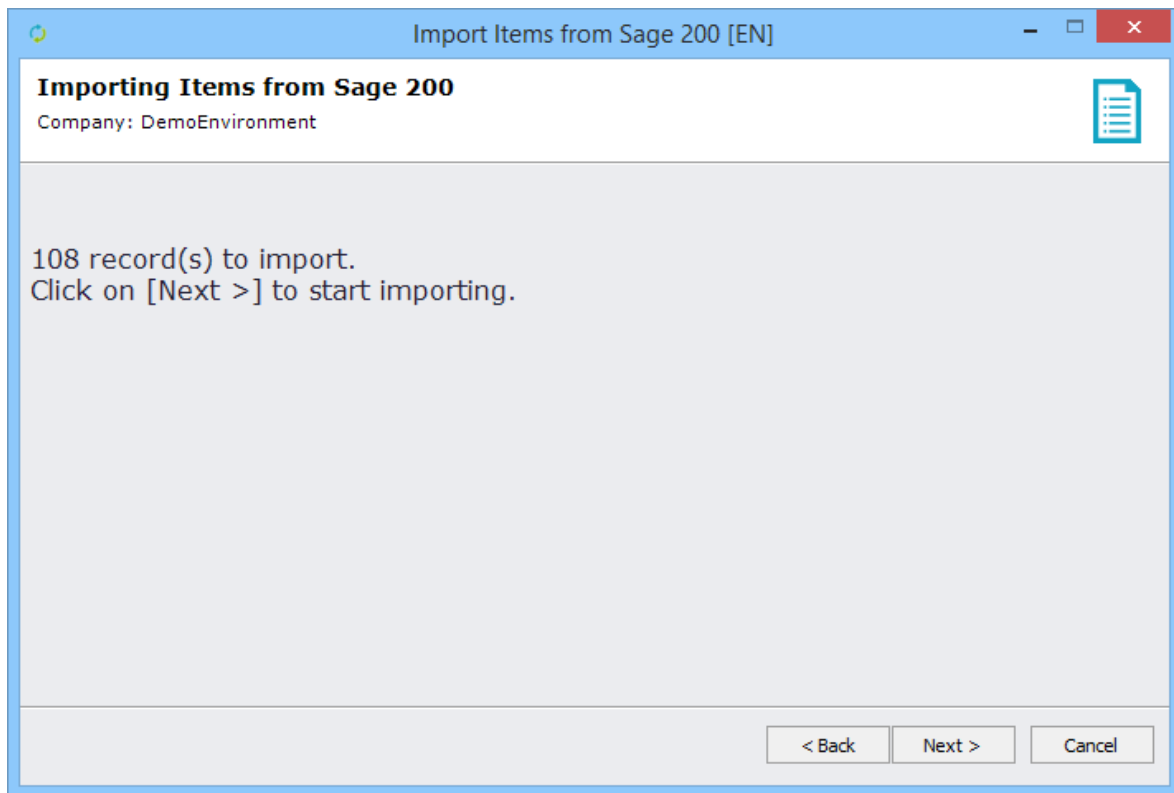 Import Items from Sage 200 [EN]
Importing Items from Sage 200
Company: DemoEnvironment
108 record(s) to import.
Click on [Next >] to start importing.
< Back
Next >
Cancel